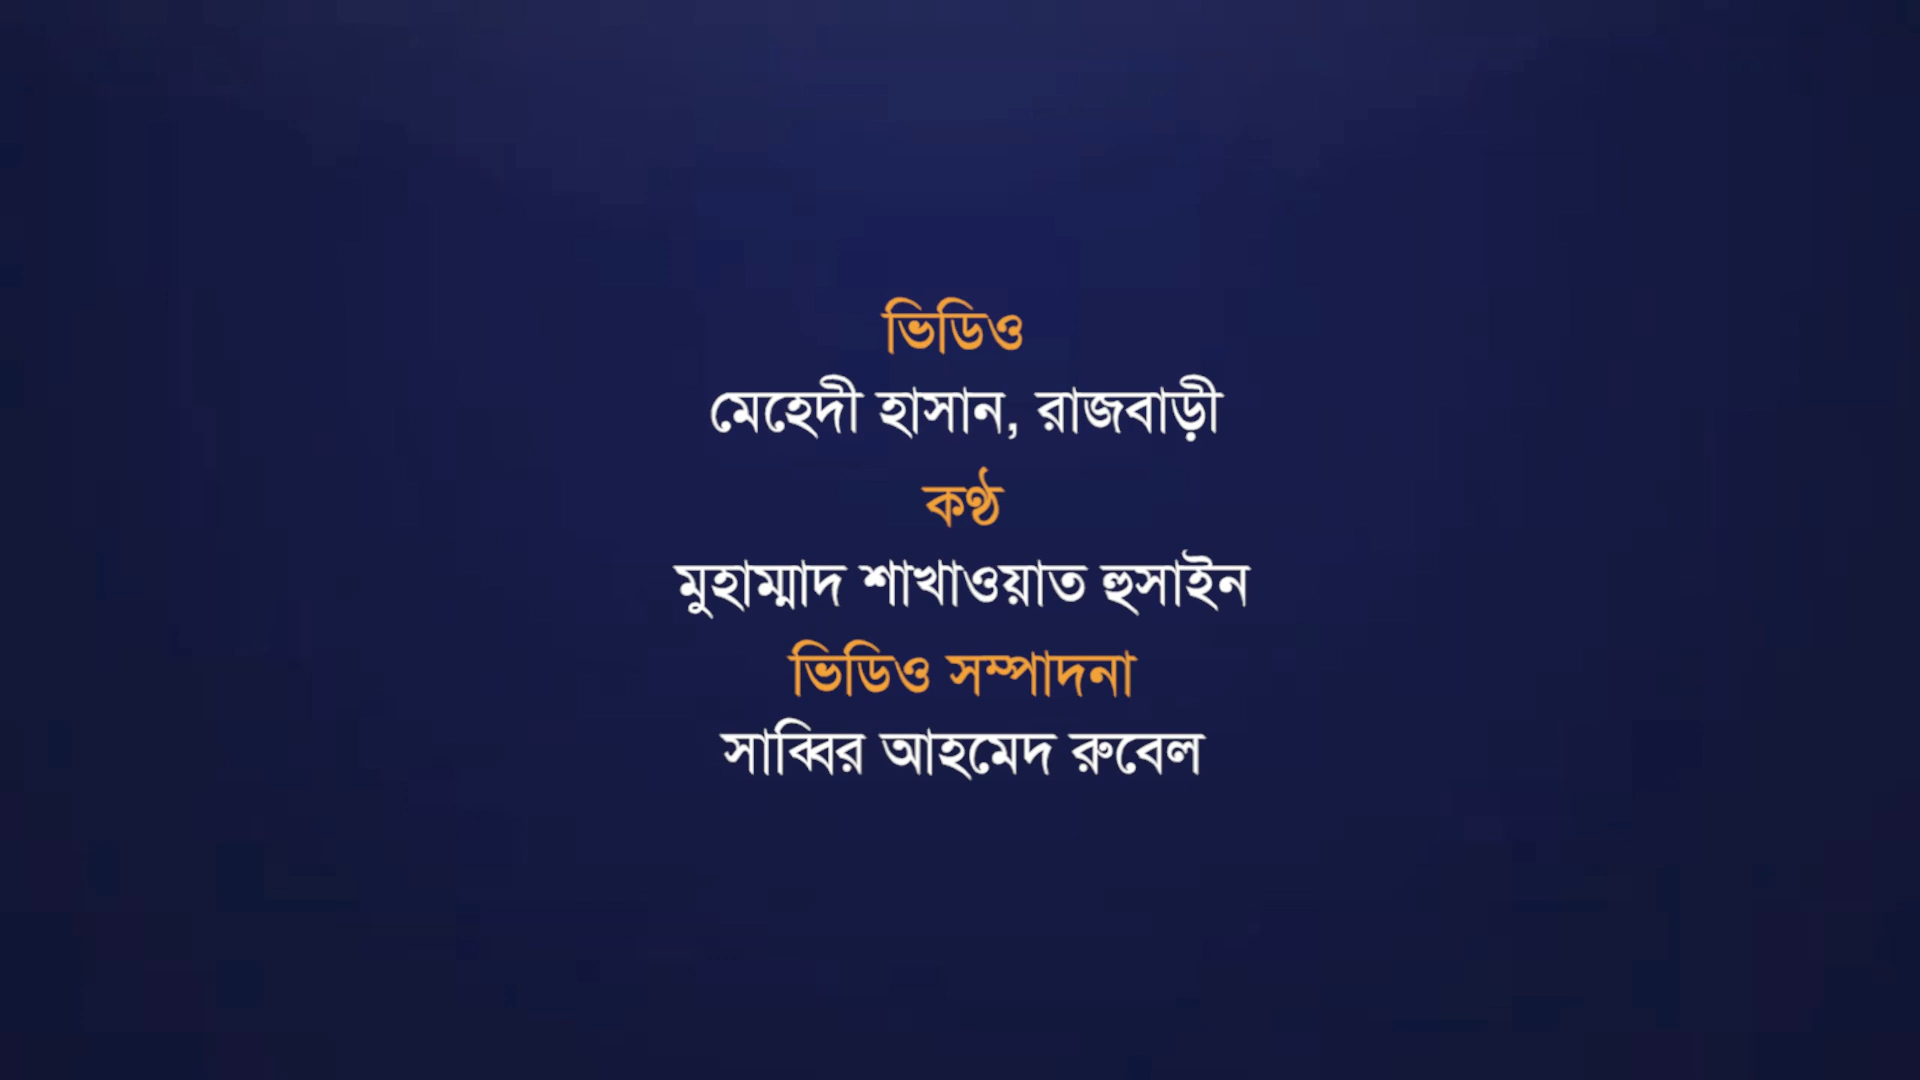 ভিডিও
মেহেদী হাসান, রাজবাড়ী
কণ্ঠ
মুহাম্মাদ শাখাওয়াত হুসাইন
ভিডিও সম্পাদনা
সাব্বির আহমেদ রুবেল